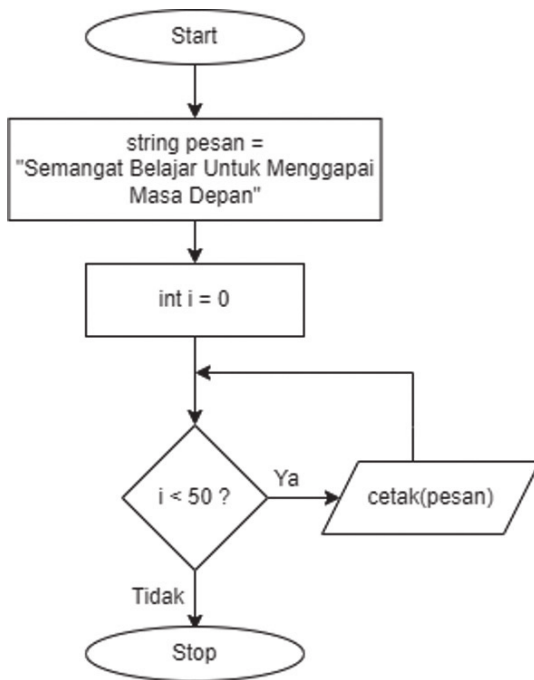 Start
string pesan =
"Semangat Belajar Untuk Menggapai
Masa Depan"
int i = 0
i < 50 ?
Ya
cetak(pesan)
Tidak
Stop